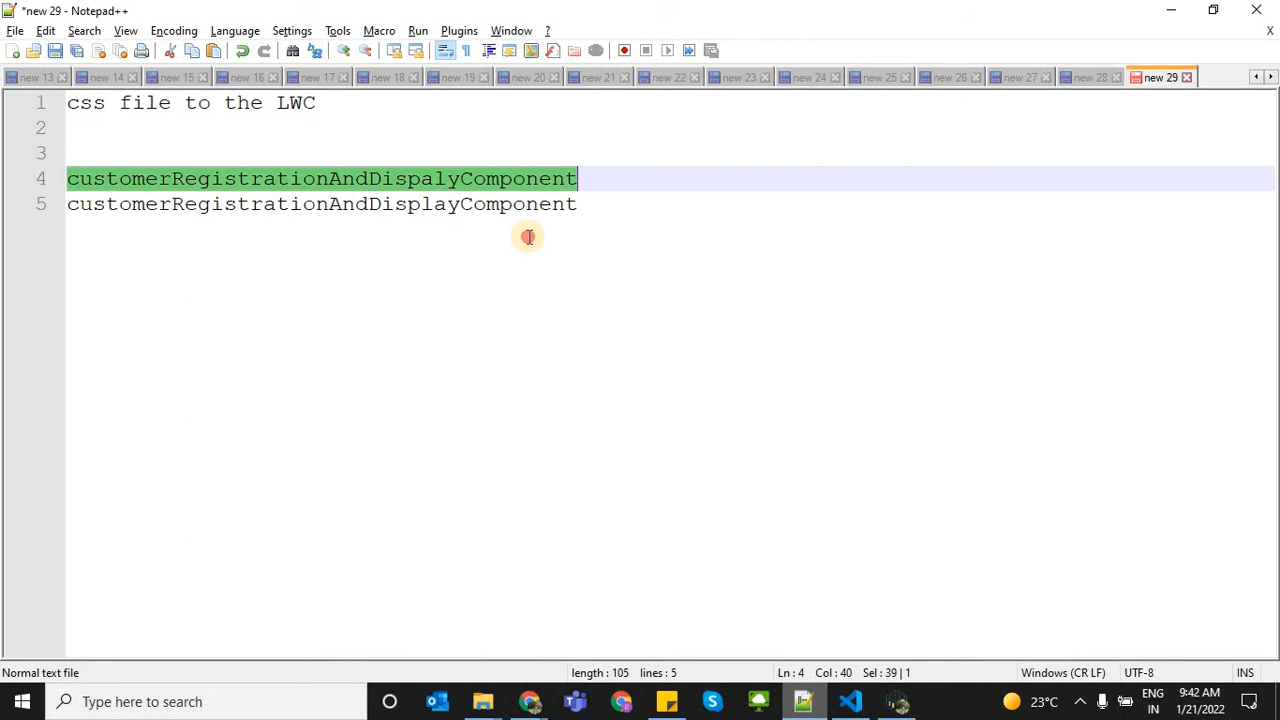 *new 29 - Notepad++
File Edit Search View Encoding Language Settings Tools Macro Run Plugins Window ? X
new 13 new 14 new 15 new 16 new 17 new 18 new 19 new 20 new 21 new 22 new 23 new 24 new 25 new 26 new 27 new 28 new 29
1 css file to the LWC
2
3
4 customerRegistrationAndDispalyComponent
5 customerRegistrationAndDisplayComponent
Normal text file length : 105 lines : 5 Ln : 4 Col : 40 Sel : 39 | 1 Windows (CR LF) UTF-8 INS
Type here to search 23°C ENG IN 9:42 AM 1/21/2022